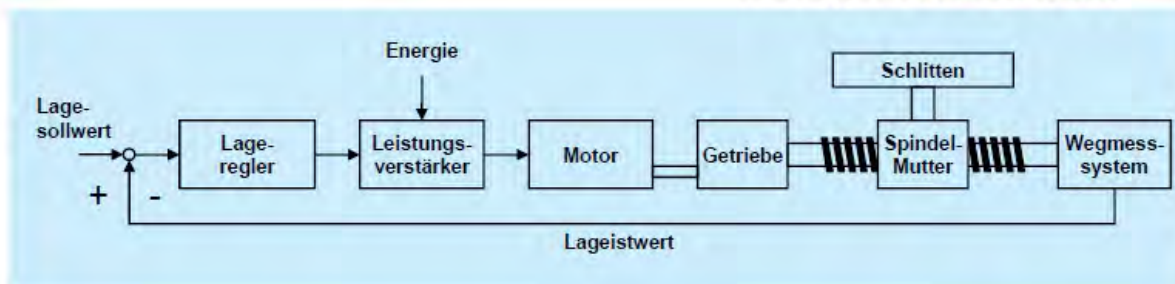 Energie
Schlitten
Lage-
sollwert
Lage-
regler
Leistungs-
verstärker
Motor
Getriebe
Spindel-
Mutter
Wegmess-
system
+ -
Lageistwert